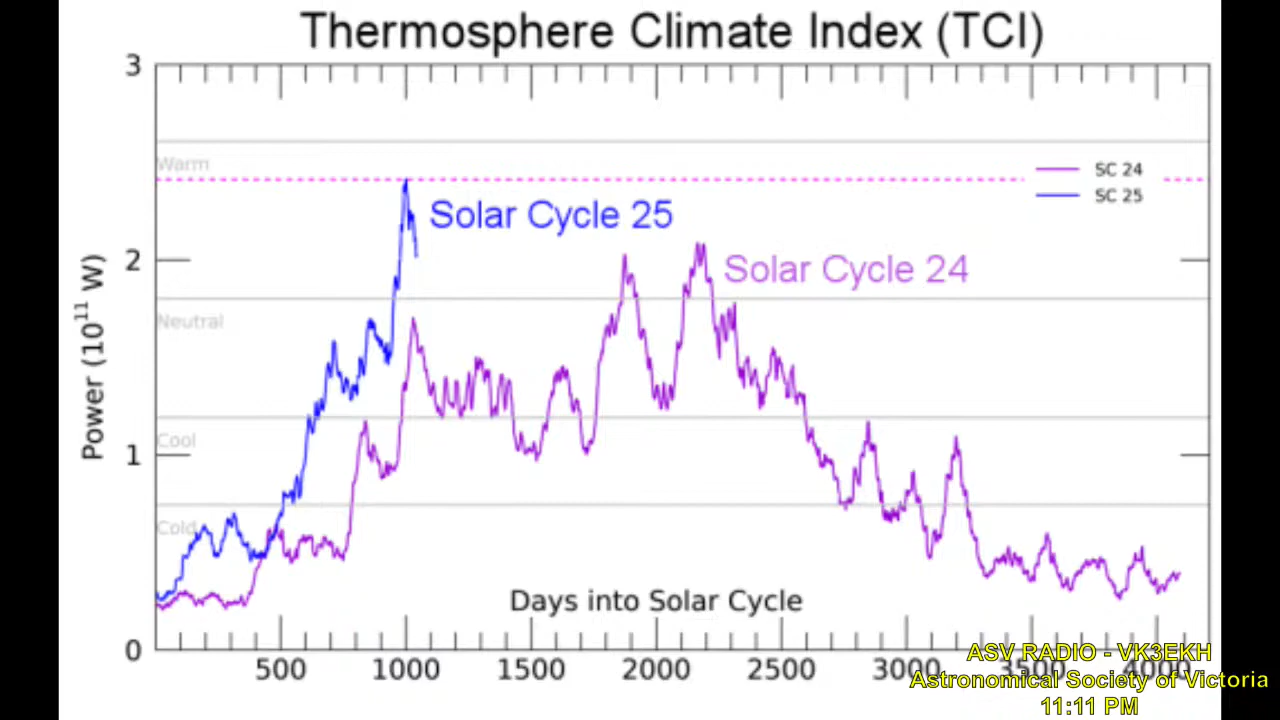 Thermosphere Climate Index (TCI)
3
Warm
SC 24
SC 25
Solar Cycle 25
2
Solar Cycle 24
Neutral
Power (10¹¹ W)
Cool
1
Cold
Days into Solar Cycle
0
500 1000 1500 2000 2500 3000 3500 4000
ASV RADIO - VK3EKH
Astronomical Society of Victoria
11:11 PM